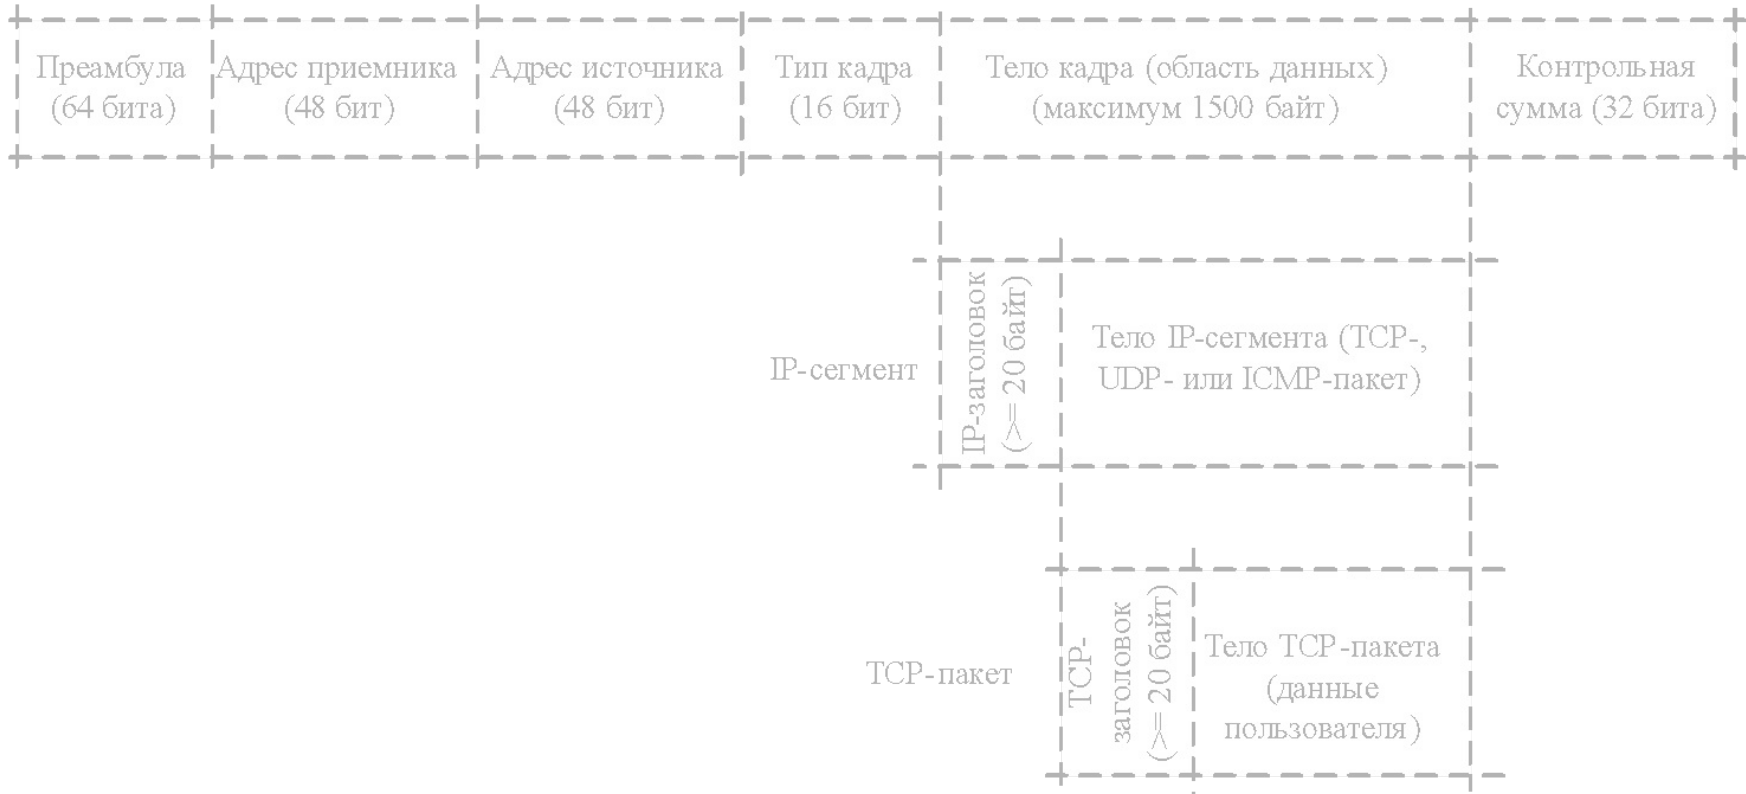 Преамбула
(64 бита)
Адрес приемника
(48 бит)
Адрес источника
(48 бит)
Тип кадра
(16 бит)
Тело кадра (область данных)
(максимум 1500 байт)
Контрольная
сумма (32 бита)
IP-сегмент
IP-заголовок
(>= 20 байт)
Тело IP-сегмента (TCP-,
UDP- или ICMP-пакет)
TCP-пакет
TCP-
заголовок
(>= 20 байт)
Тело TCP-пакета
(данные
пользователя)